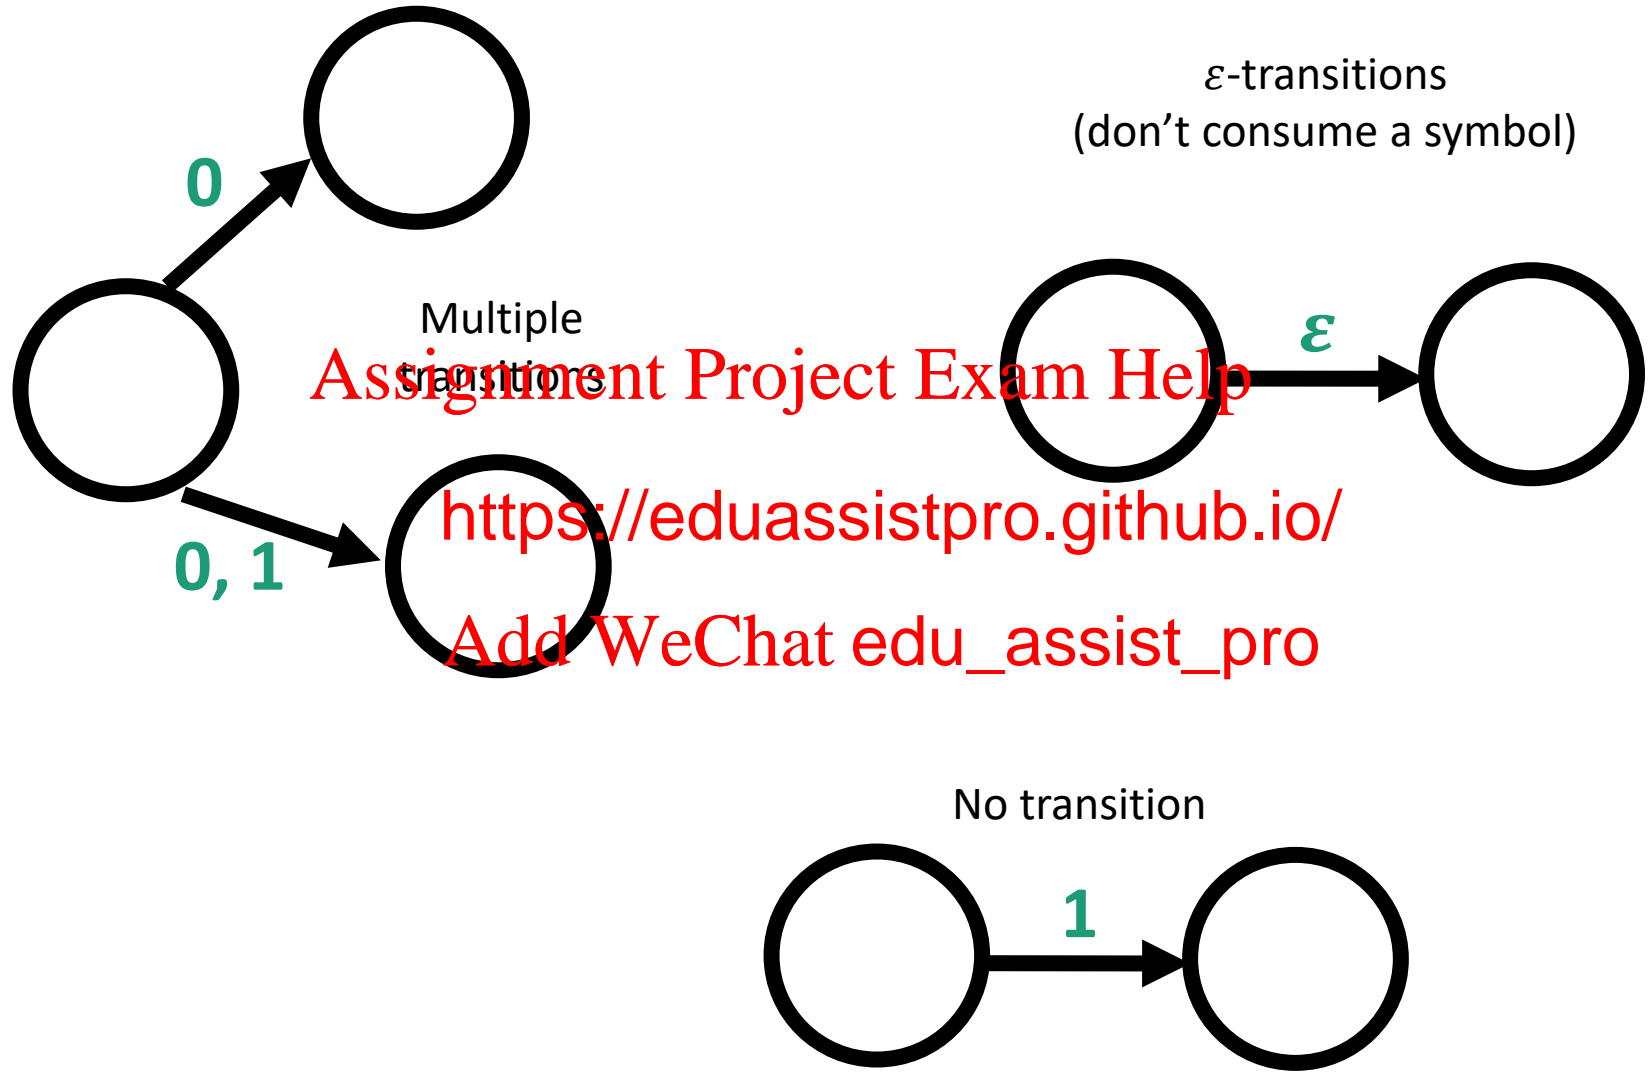 0
ε-transitions
(don't consume a symbol)
Multiple
transitions
ε
Assignment Project Exam Help
https://eduassistpro.github.io/
0, 1
Add WeChat edu_assist_pro
No transition
1